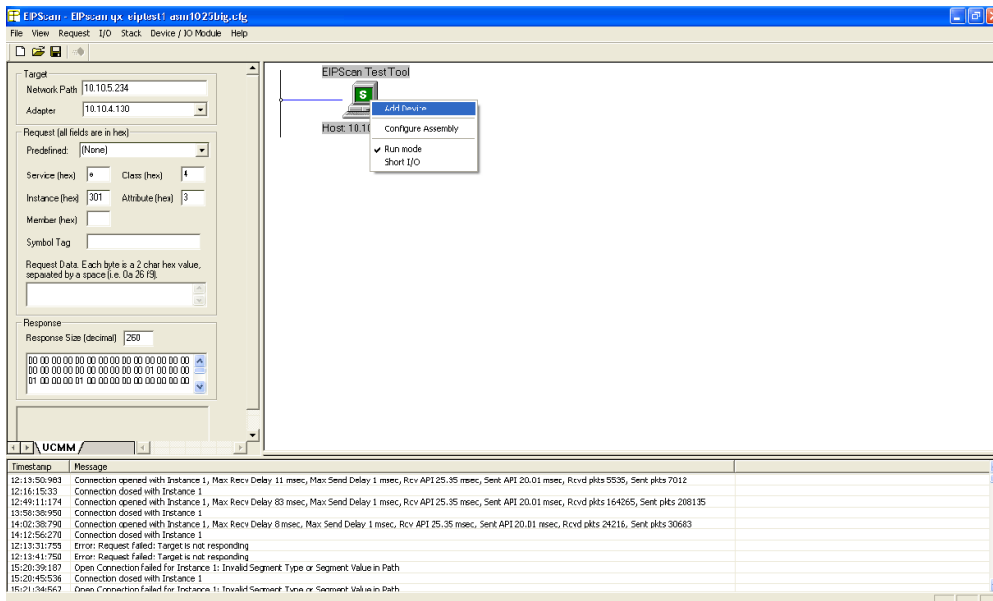 EIPScan - EIPScan qx_eiptest1 asm1025big.cfg
File View Request I/O Stack Device / IO Module Help
Target
Network Path 10.10.5.234
Adapter 10.10.4.130
Request (all fields are in hex)
Predefined: (None)
Service (hex) e Class (hex) 4
Instance (hex) 301 Attribute (hex) 3
Member (hex)
Symbol Tag
Request Data. Each byte is a 2 char hex value,
separated by a space (i.e. 0a 26 f9).
Response
Response Size (decimal) 260
00 00 00 00 00 00 00 00 00 00 00 00 00 00
00 00 00 00 00 00 00 00 00 00 01 00 00 00
01 00 00 00 01 00 00 00 00 00 00 00 00 00
UCMM
EIPScan Test Tool
S
Host: 10.10
Add Device
Configure Assembly
Run mode
Short I/O
Timestamp Message
12:13:50:983 Connection opened with Instance 1, Max Recv Delay 11 msec, Max Send Delay 1 msec, Rcv API 25.35 msec, Sent API 20.01 msec, Rcvd pkts 5535, Sent pkts 7012
12:16:15:33 Connection closed with Instance 1
12:49:11:174 Connection opened with Instance 1, Max Recv Delay 83 msec, Max Send Delay 1 msec, Rcv API 25.35 msec, Sent API 20.01 msec, Rcvd pkts 164265, Sent pkts 208135
13:58:38:950 Connection closed with Instance 1
14:02:38:790 Connection opened with Instance 1, Max Recv Delay 8 msec, Max Send Delay 1 msec, Rcv API 25.35 msec, Sent API 20.01 msec, Rcvd pkts 24216, Sent pkts 30683
14:12:56:270 Connection closed with Instance 1
12:13:31:755 Error: Request failed: Target is not responding
12:13:41:750 Error: Request failed: Target is not responding
15:20:39:187 Open Connection failed for Instance 1: Invalid Segment Type or Segment Value in Path
15:20:45:536 Connection closed with Instance 1
15:21:34:567 Open Connection failed for Instance 1: Invalid Segment Type or Segment Value in Path